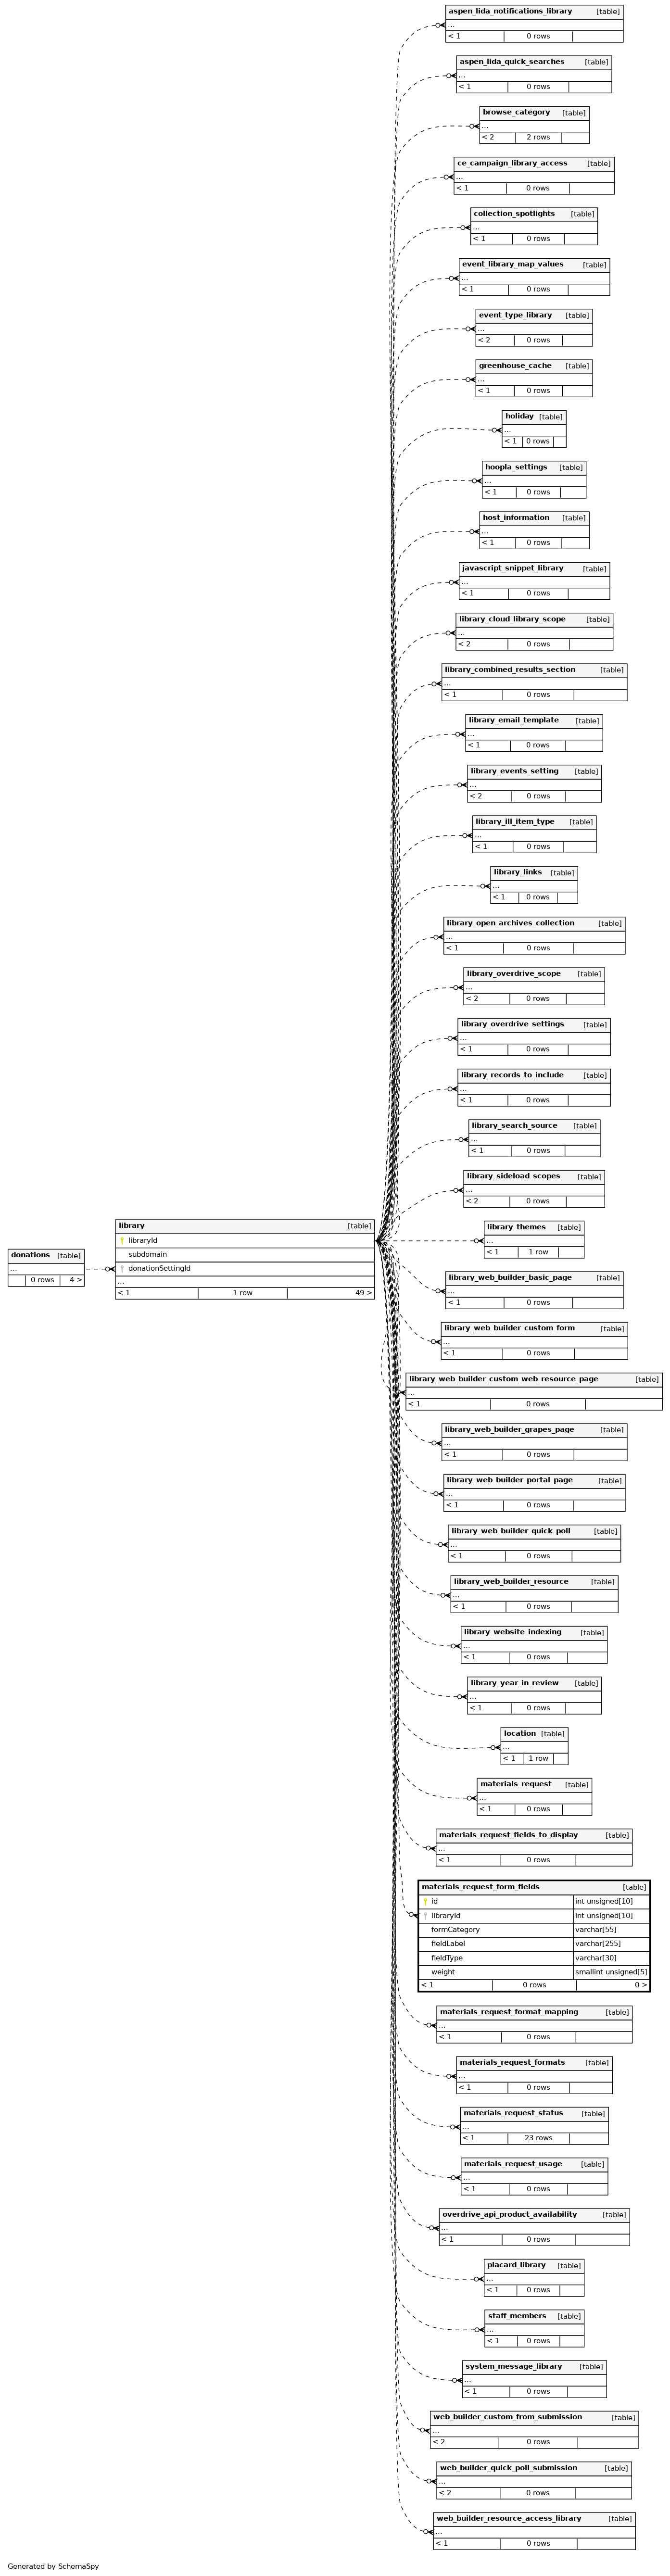 aspen_lida_notifications_library [table]
...
< 1 0 rows
aspen_lida_quick_searches [table]
...
< 1 0 rows
browse_category [table]
...
< 2 2 rows
ce_campaign_library_access [table]
...
< 1 0 rows
collection_spotlights [table]
...
< 1 0 rows
event_library_map_values [table]
...
< 1 0 rows
event_type_library [table]
...
< 2 0 rows
greenhouse_cache [table]
...
< 1 0 rows
holiday [table]
...
< 1 0 rows
hoopla_settings [table]
...
< 1 0 rows
host_information [table]
...
< 1 0 rows
javascript_snippet_library [table]
...
< 1 0 rows
library_cloud_library_scope [table]
...
< 2 0 rows
library_combined_results_section [table]
...
< 1 0 rows
library_email_template [table]
...
< 1 0 rows
library_events_setting [table]
...
< 2 0 rows
library_ill_item_type [table]
...
< 1 0 rows
library_links [table]
...
< 1 0 rows
library_open_archives_collection [table]
...
< 1 0 rows
library_overdrive_scope [table]
...
< 2 0 rows
library_overdrive_settings [table]
...
< 1 0 rows
library_records_to_include [table]
...
< 1 0 rows
library_search_source [table]
...
< 1 0 rows
library_sideload_scopes [table]
...
< 2 0 rows
library_themes [table]
...
< 1 1 row
donations [table]
...
0 rows 4 >
library [table]
libraryId
subdomain
donationSettingId
...
< 1 1 row 49 >
library_web_builder_basic_page [table]
...
< 1 0 rows
library_web_builder_custom_form [table]
...
< 1 0 rows
library_web_builder_custom_web_resource_page [table]
...
< 1 0 rows
library_web_builder_grapes_page [table]
...
< 1 0 rows
library_web_builder_portal_page [table]
...
< 1 0 rows
library_web_builder_quick_poll [table]
...
< 1 0 rows
library_web_builder_resource [table]
...
< 1 0 rows
library_website_indexing [table]
...
< 1 0 rows
library_year_in_review [table]
...
< 1 0 rows
location [table]
...
< 1 1 row
materials_request [table]
...
< 1 0 rows
materials_request_fields_to_display [table]
...
< 1 0 rows
materials_request_form_fields [table]
id int unsigned[10]
libraryId int unsigned[10]
formCategory varchar[55]
fieldLabel varchar[255]
fieldType varchar[30]
weight smallint unsigned[5]
< 1 0 rows 0 >
materials_request_format_mapping [table]
...
< 1 0 rows
materials_request_formats [table]
...
< 1 0 rows
materials_request_status [table]
...
< 1 23 rows
materials_request_usage [table]
...
< 1 0 rows
overdrive_api_product_availability [table]
...
< 1 0 rows
placard_library [table]
...
< 1 0 rows
staff_members [table]
...
< 1 0 rows
system_message_library [table]
...
< 1 0 rows
web_builder_custom_from_submission [table]
...
< 2 0 rows
web_builder_quick_poll_submission [table]
...
< 2 0 rows
web_builder_resource_access_library [table]
...
< 1 0 rows
Generated by SchemaSpy